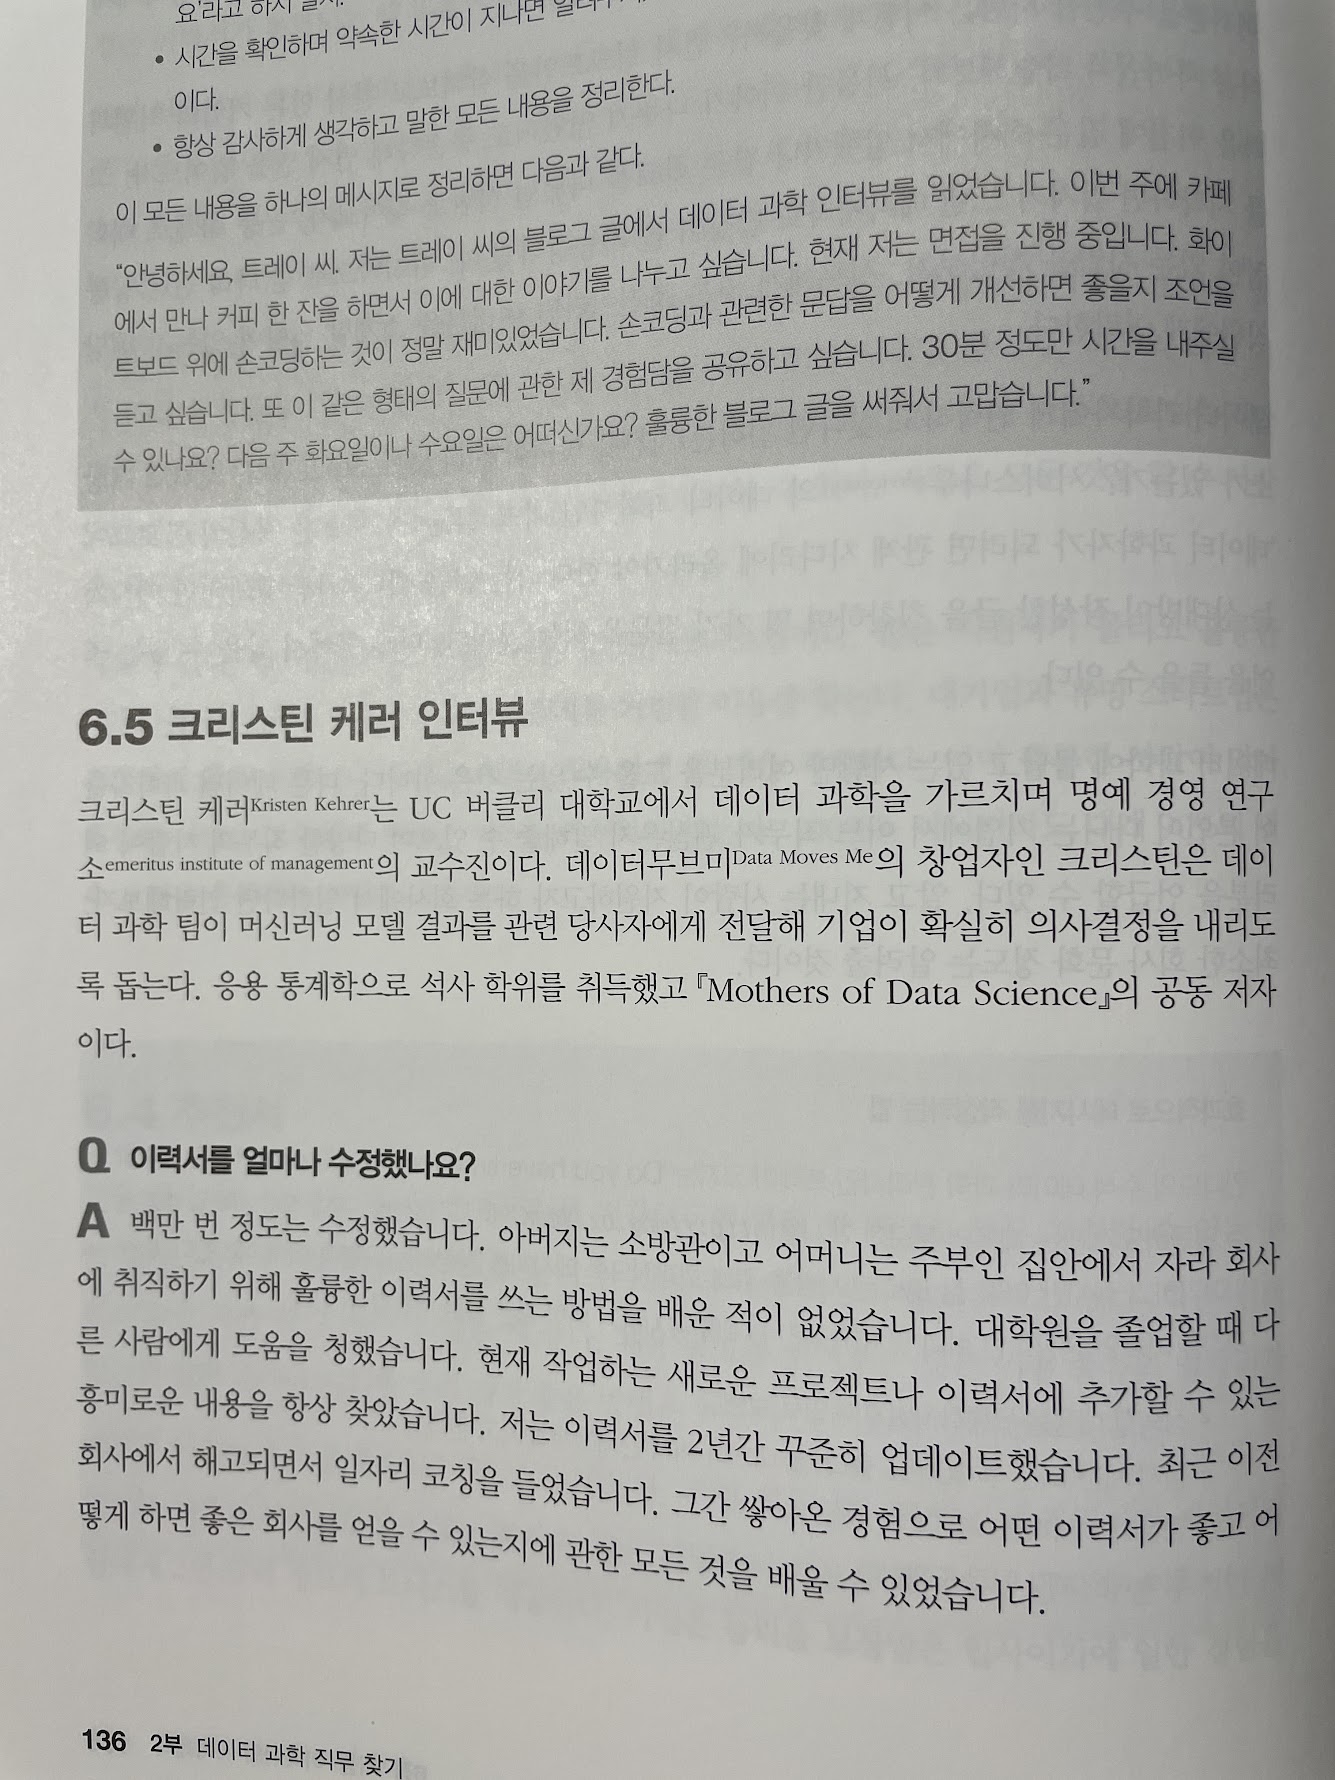 요'라고 하지
• 시간을 확인하며 약속한 시간이 지나면
이다.
• 항상 감사하게 생각하고 말한 모든 내용을 정리한다.
이 모든 내용을 하나의 메시지로 정리하면 다음과 같다.
“안녕하세요, 트레이 씨. 저는 트레이 씨의 블로그 글에서 데이터 과학 인터뷰를 읽었습니다. 이번 주에 카페
에서 만나 커피 한 잔을 하면서 이에 대한 이야기를 나누고 싶습니다. 현재 저는 면접을 진행 중입니다. 화이
트보드 위에 손코딩하는 것이 정말 재미있었습니다. 손코딩과 관련한 문답을 어떻게 개선하면 좋을지 조언을
듣고 싶습니다. 또 이 같은 형태의 질문에 관한 제 경험담을 공유하고 싶습니다. 30분 정도만 시간을 내주실
수 있나요? 다음 주 화요일이나 수요일은 어떠신가요? 훌륭한 블로그 글을 써줘서 고맙습니다.”
6.5 크리스틴 케러 인터뷰
크리스틴 케러Kristen Kehrer는 UC 버클리 대학교에서 데이터 과학을 가르치며 명예 경영 연구
소emeritus institute of management의 교수진이다. 데이터무브미Data Moves Me의 창업자인 크리스틴은 데이
터 과학 팀이 머신러닝 모델 결과를 관련 당사자에게 전달해 기업이 확실히 의사결정을 내리도
록 돕는다. 응용 통계학으로 석사 학위를 취득했고 『Mothers of Data Science』의 공동 저자
이다.
Q 이력서를 얼마나 수정했나요?
A 백만 번 정도는 수정했습니다. 아버지는 소방관이고 어머니는 주부인 집안에서 자라 회사
에 취직하기 위해 훌륭한 이력서를 쓰는 방법을 배운 적이 없었습니다. 대학원을 졸업할 때 다
른 사람에게 도움을 청했습니다. 현재 작업하는 새로운 프로젝트나 이력서에 추가할 수 있는
흥미로운 내용을 항상 찾았습니다. 저는 이력서를 2년간 꾸준히 업데이트했습니다. 최근 이전
회사에서 해고되면서 일자리 코칭을 들었습니다. 그간 쌓아온 경험으로 어떤 이력서가 좋고 어
떻게 하면 좋은 회사를 얻을 수 있는지에 관한 모든 것을 배울 수 있었습니다.
136 2부 데이터 과학 직무 찾기